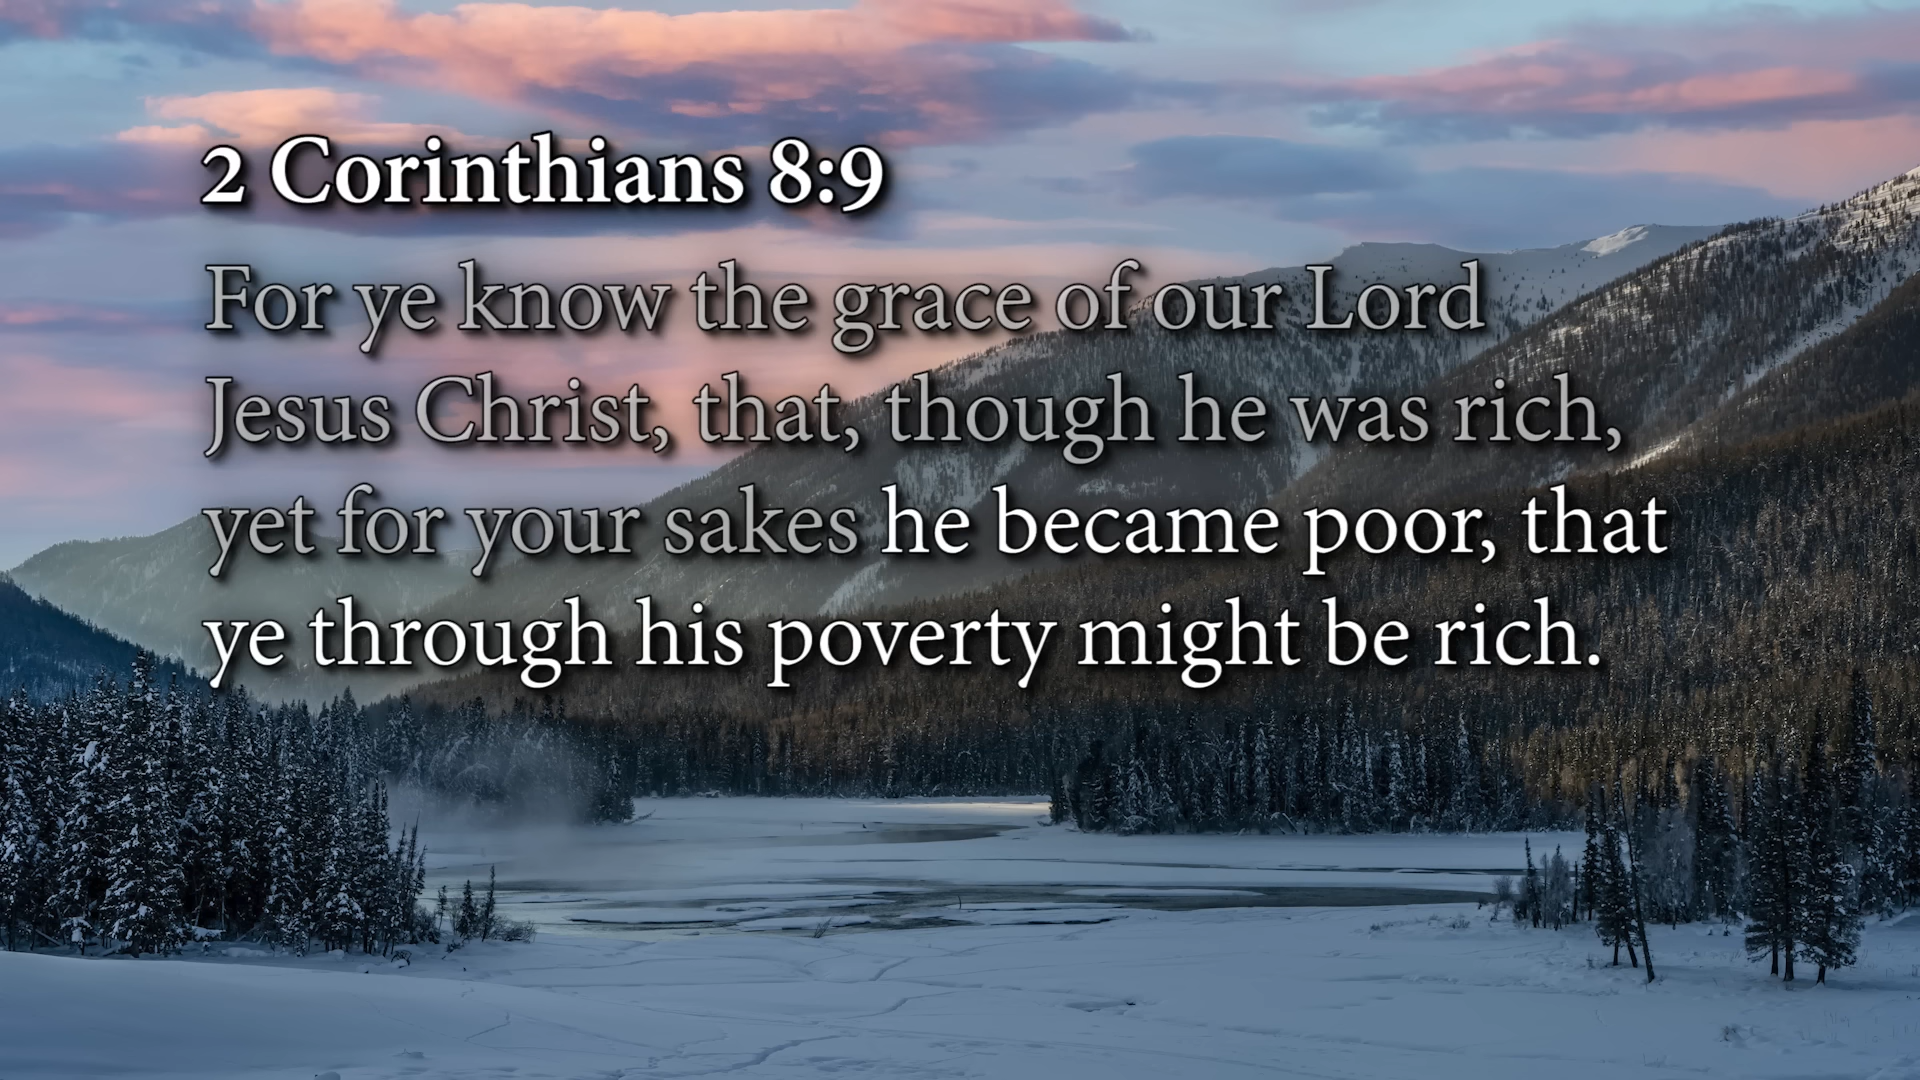 2 Corinthians 8:9
For ye know the grace of our Lord
Jesus Christ, that, though he was rich,
yet for your sakes he became poor, that
ye through his poverty might be rich.